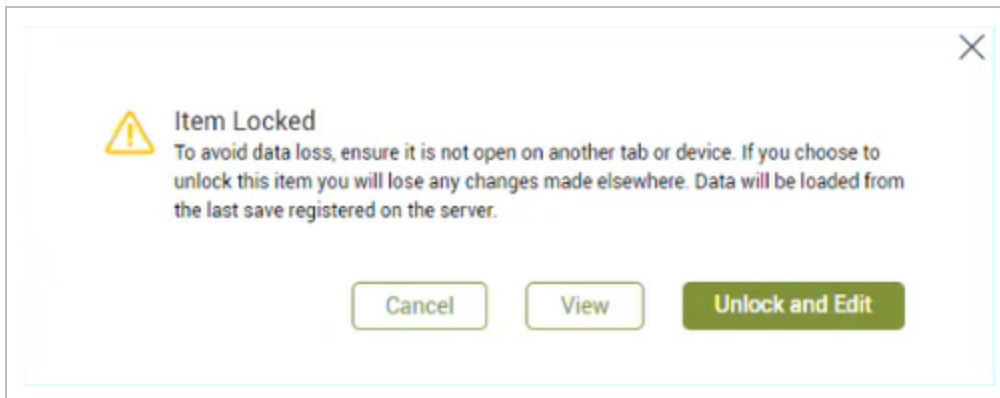 Item Locked
To avoid data loss, ensure it is not open on another tab or device. If you choose to
unlock this item you will lose any changes made elsewhere. Data will be loaded from
the last save registered on the server.
Cancel View Unlock and Edit